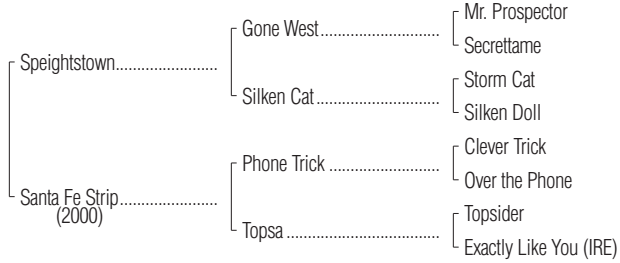 Mr. Prospector
Gone West..............................
Secrettame
Speightstown.........................
Storm Cat
Silken Cat...............................
Silken Doll
Clever Trick
Phone Trick ............................
Over the Phone
Santa Fe Strip........................
(2000)
Topsider
Topsa ......................................
Exactly Like You (IRE)